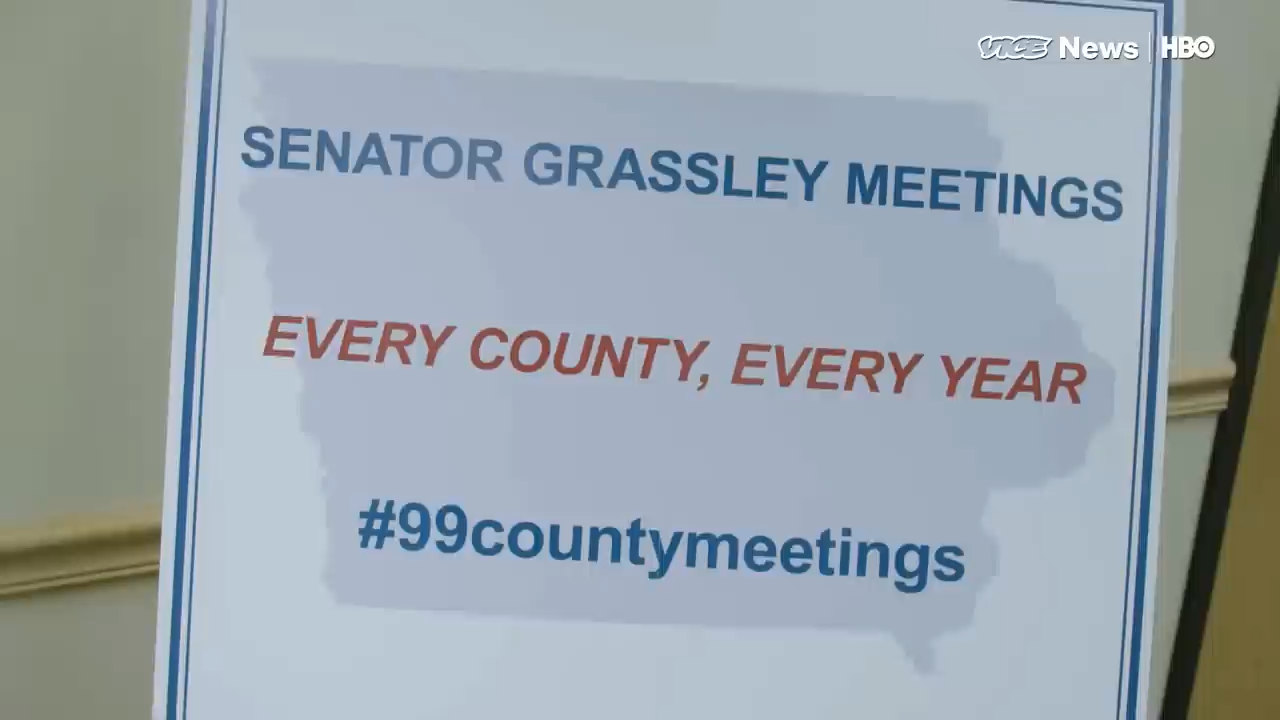 VICE News | HBO
SENATOR GRASSLEY MEETINGS
EVERY COUNTY, EVERY YEAR
#99countymeetings